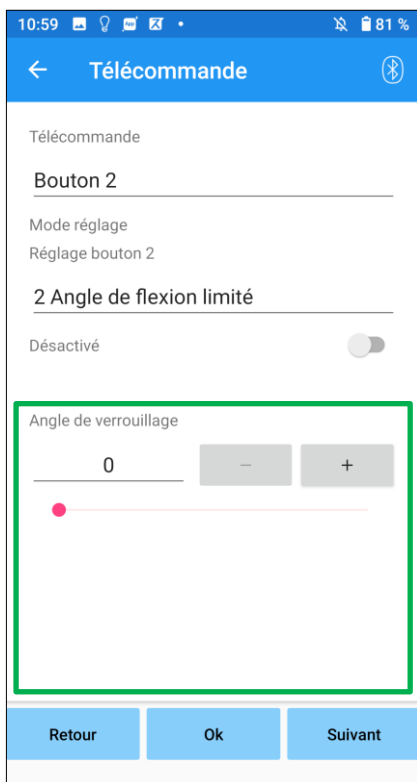 10:59 81 %
Télécommande
Télécommande
Bouton 2
Mode réglage
Réglage bouton 2
2 Angle de flexion limité
Désactivé
Angle de verrouillage
0 − +
Retour Ok Suivant